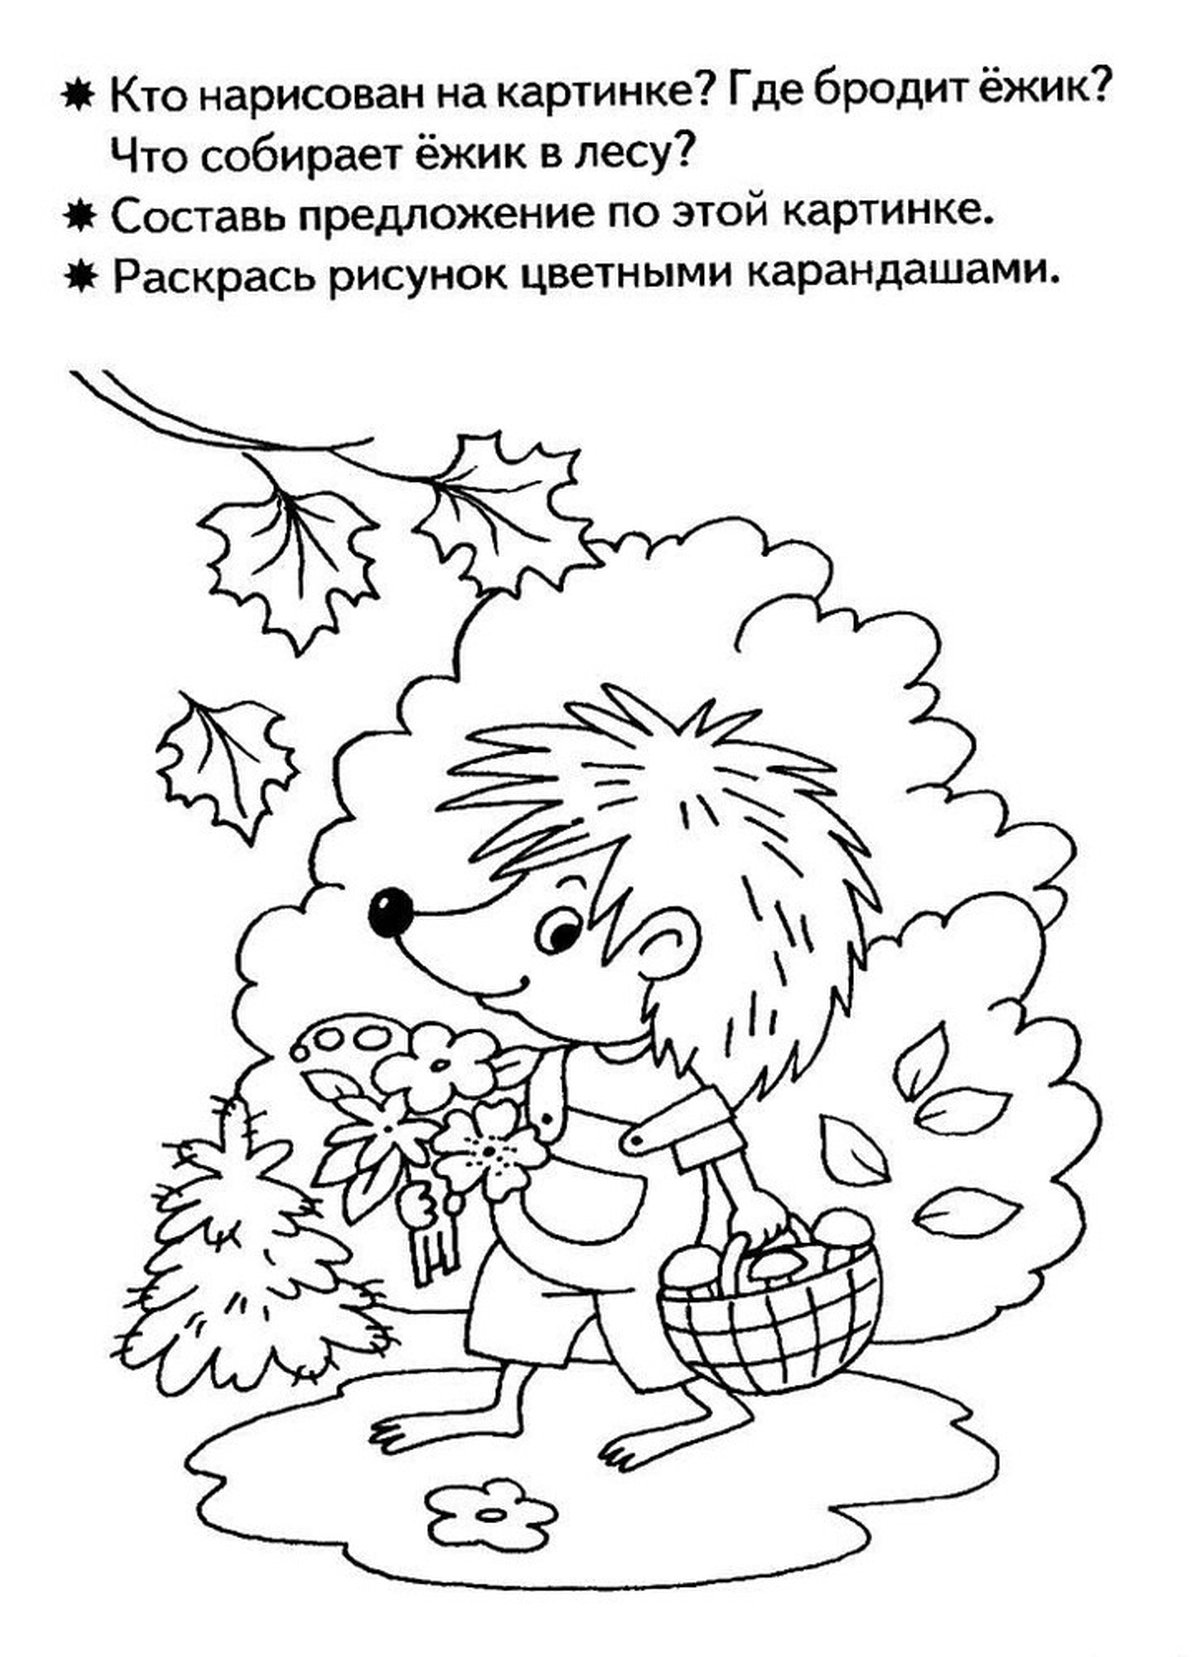 ✷ Кто нарисован на картинке? Где бродит ёжик?
Что собирает ёжик в лесу?
✷ Составь предложение по этой картинке.
✷ Раскрась рисунок цветными карандашами.